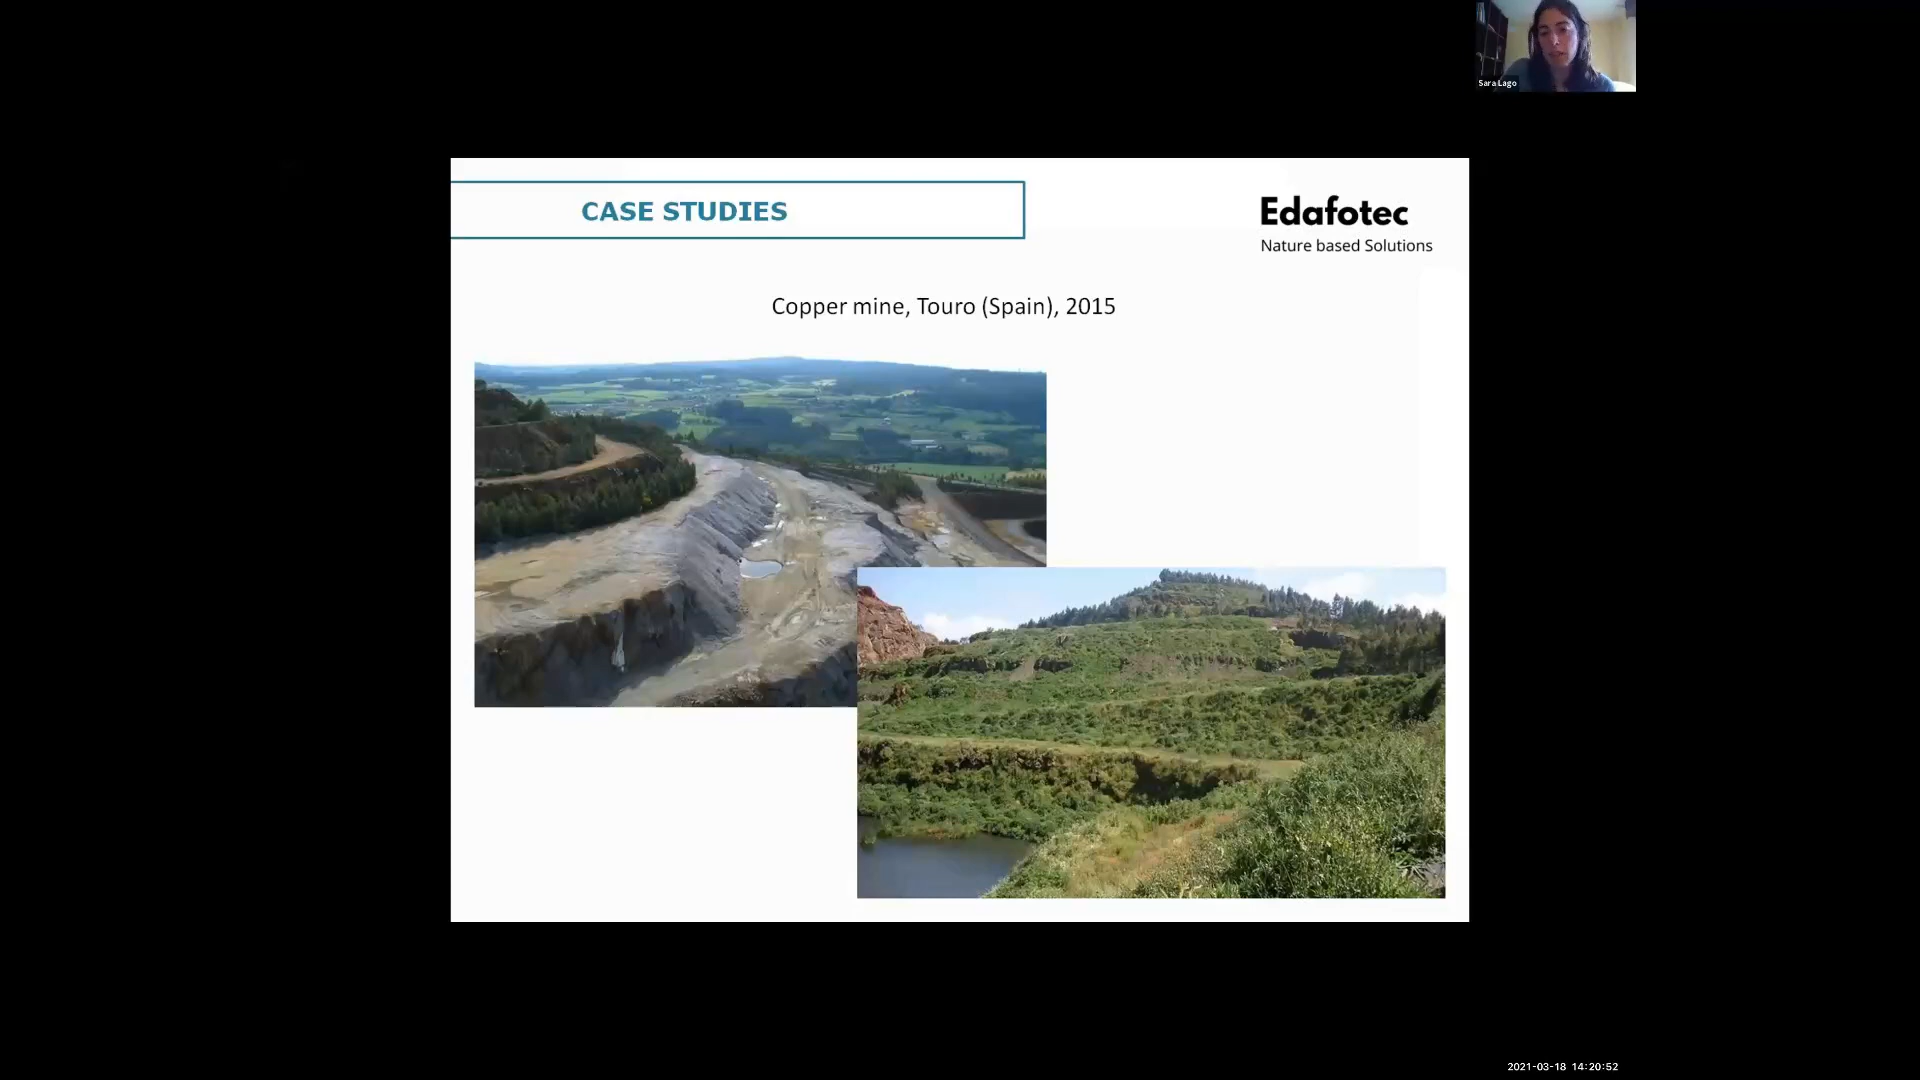 Sara Lago
CASE STUDIES
Edafotec
Nature based Solutions
Copper mine, Touro (Spain), 2015
2021-03-18 14:20:52